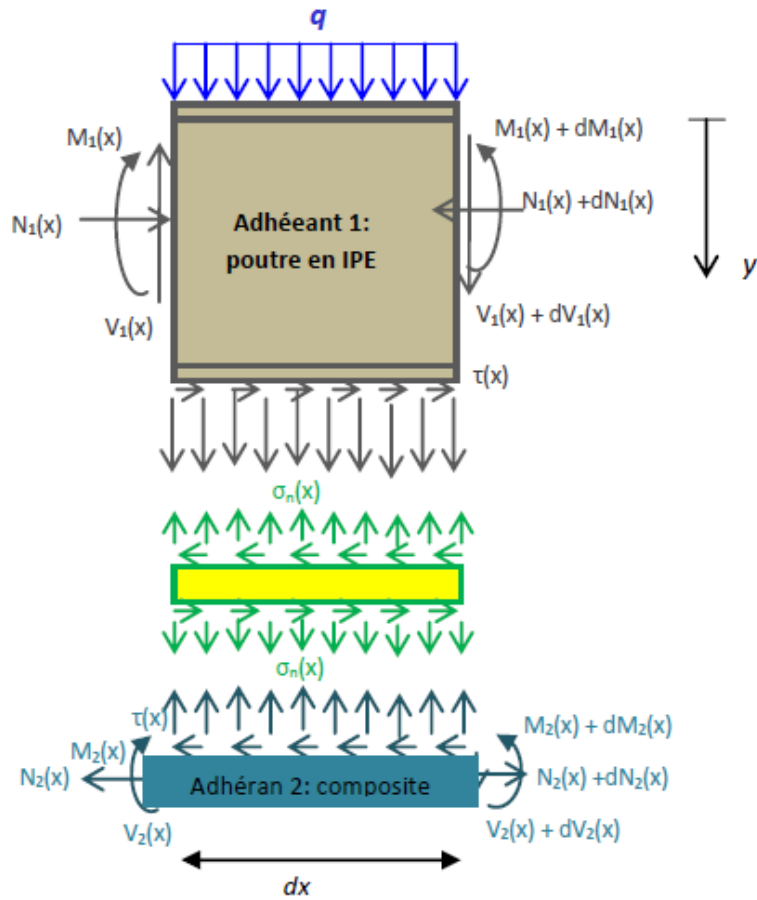 q
M₁(x)
M₁(x) + dM₁(x)
N₁(x)
N₁(x) +dN₁(x)
Adhéeant 1:
poutre en IPE
y
V₁(x)
V₁(x) + dV₁(x)
τ(x)
σₙ(x)
σₙ(x)
τ(x)
M₂(x)
M₂(x) + dM₂(x)
N₂(x)
N₂(x) +dN₂(x)
Adhéran 2: composite
V₂(x)
V₂(x) + dV₂(x)
dx